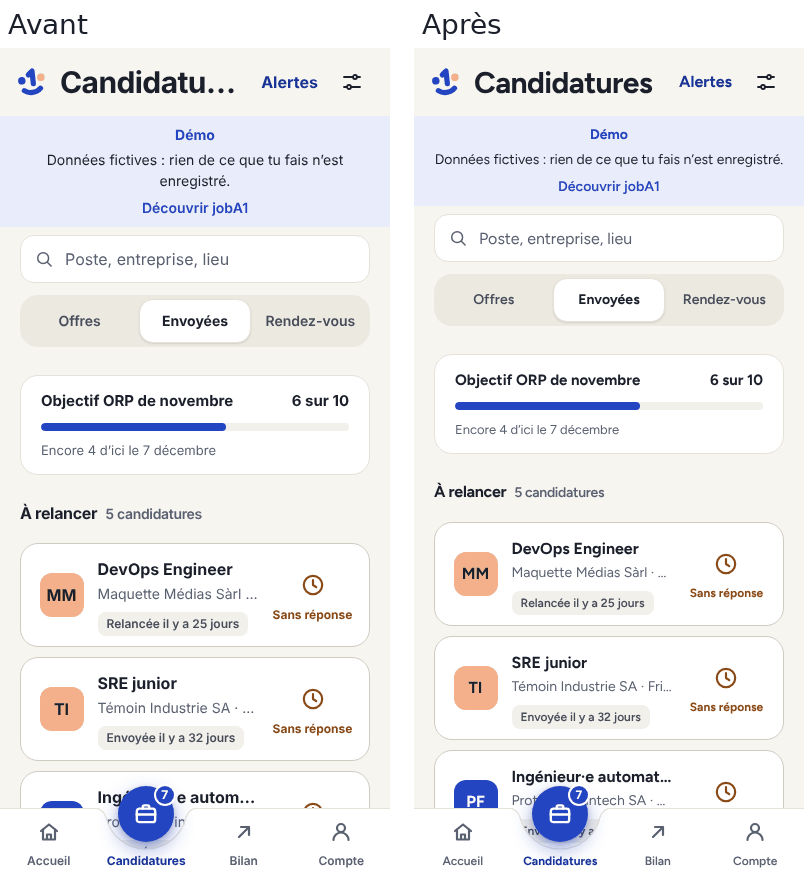 Avant
Candidatu...
Alertes
Démo
Données fictives : rien de ce que tu fais n'est
enregistré.
Découvrir jobA1
Poste, entreprise, lieu
Offres
Envoyées
Rendez-vous
Objectif ORP de novembre
6 sur 10
Encore 4 d'ici le 7 décembre
À relancer 5 candidatures
MM
DevOps Engineer
Maquette Médias Sàrl ...
Relancée il y a 25 jours
Sans réponse
TI
SRE junior
Témoin Industrie SA · ...
Envoyée il y a 32 jours
Sans réponse
7
Accueil
Candidatures
Bilan
Compte
Après
Candidatures
Alertes
Démo
Données fictives : rien de ce que tu fais n'est enregistré.
Découvrir jobA1
Poste, entreprise, lieu
Offres
Envoyées
Rendez-vous
Objectif ORP de novembre
6 sur 10
Encore 4 d'ici le 7 décembre
À relancer 5 candidatures
MM
DevOps Engineer
Maquette Médias Sàrl · ...
Relancée il y a 25 jours
Sans réponse
TI
SRE junior
Témoin Industrie SA · Fri...
Envoyée il y a 32 jours
Sans réponse
PF
Ingénieur·e automat...
SA · ...
7
Accueil
Candidatures
Bilan
Compte